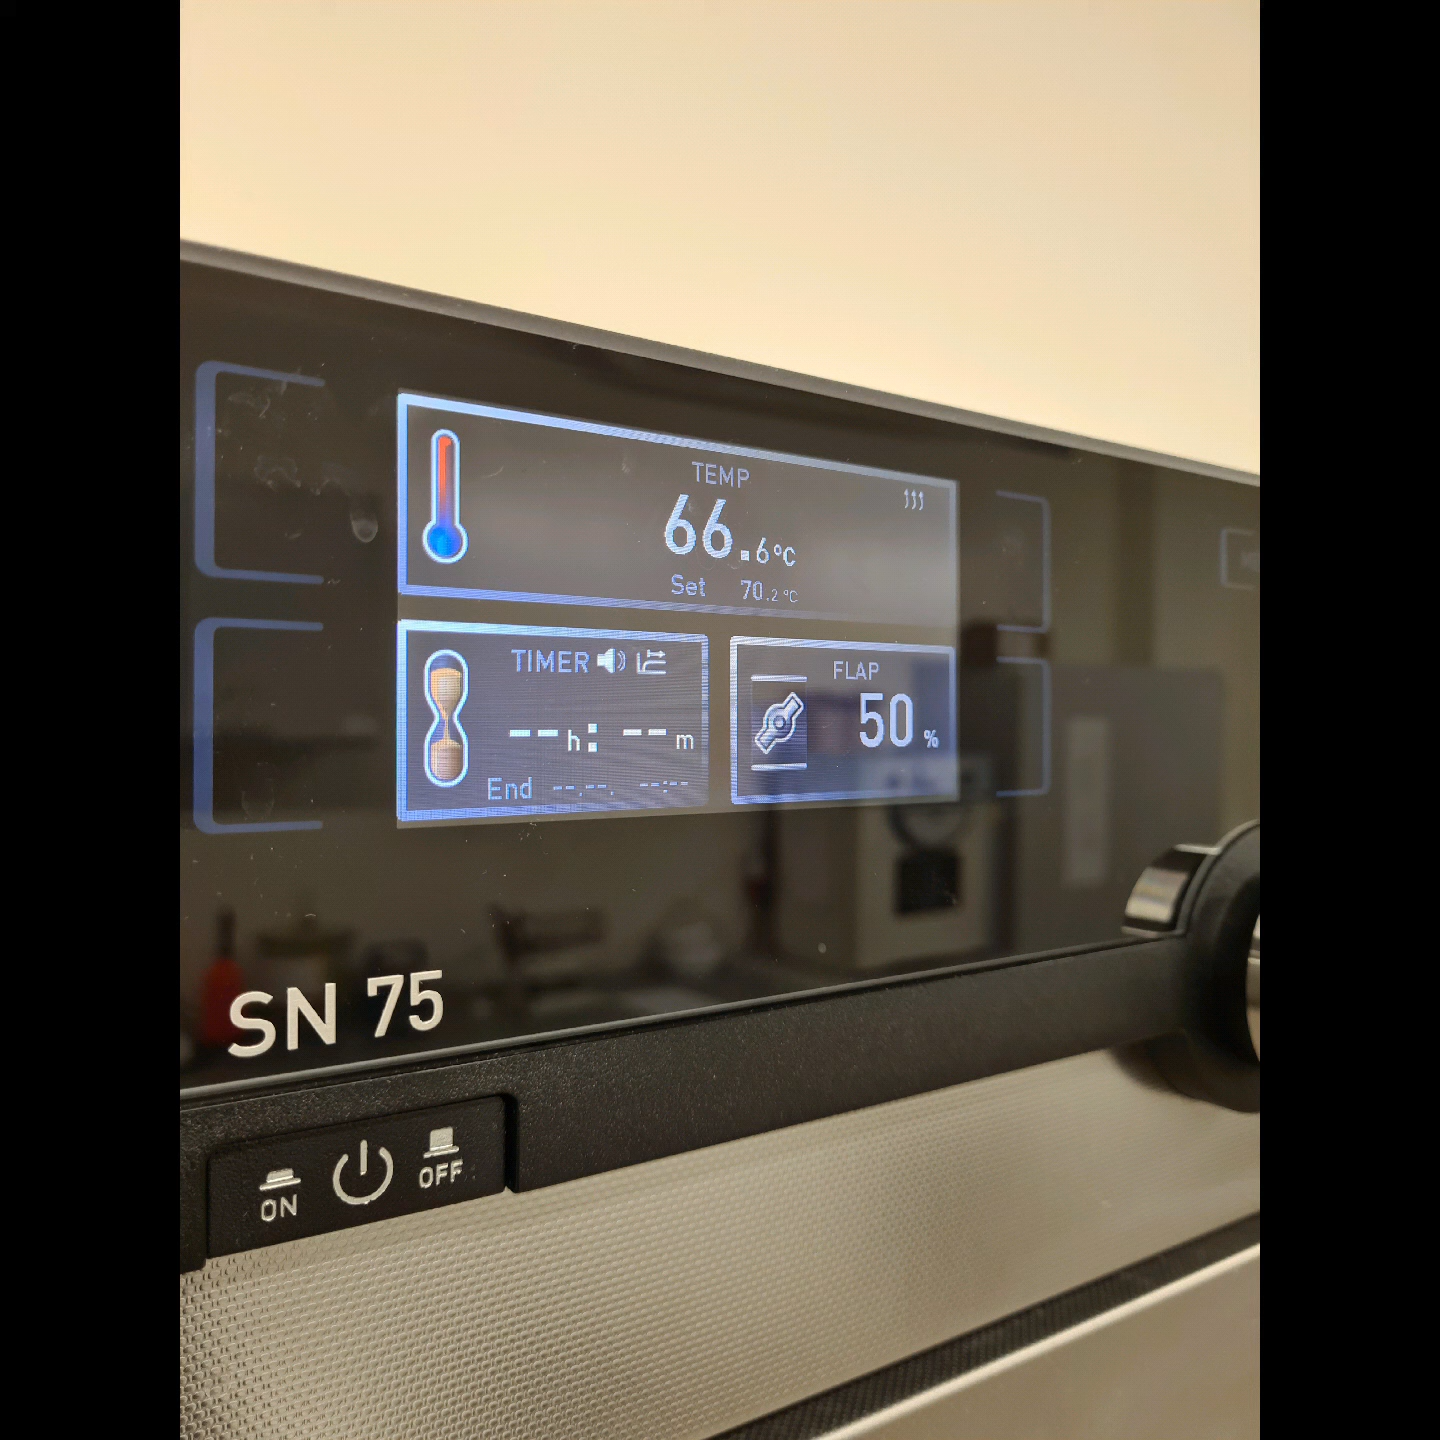 TEMP
66.6°C
Set 70.2°C
TIMER
--h:--m
End --.--. --:--
FLAP
50%
SN 75
ON OFF